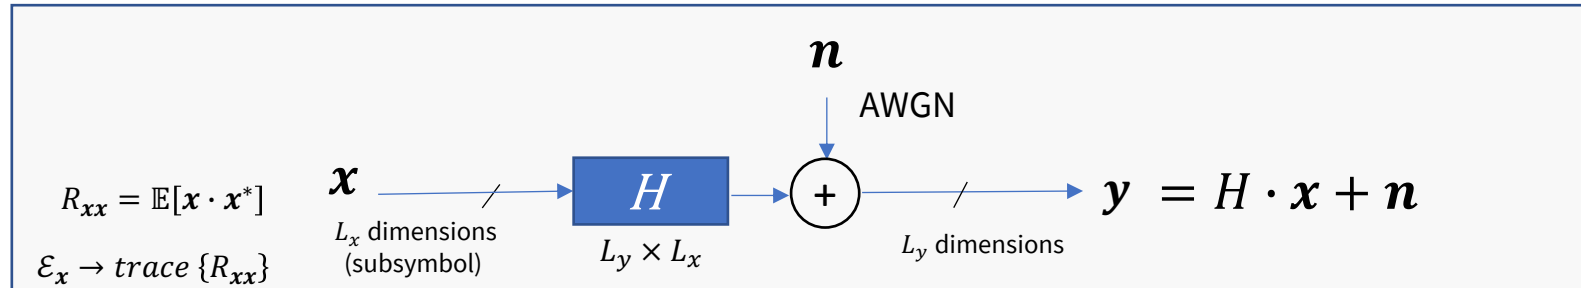 𝒏
AWGN
R_𝒙𝒙 = 𝔼[𝒙 · 𝒙*]
𝒙
H
+
𝒚 = H · 𝒙 + 𝒏
L_x dimensions
(subsymbol)
L_y × L_x
L_y dimensions
ℰ_𝒙 → trace {R_𝒙𝒙}